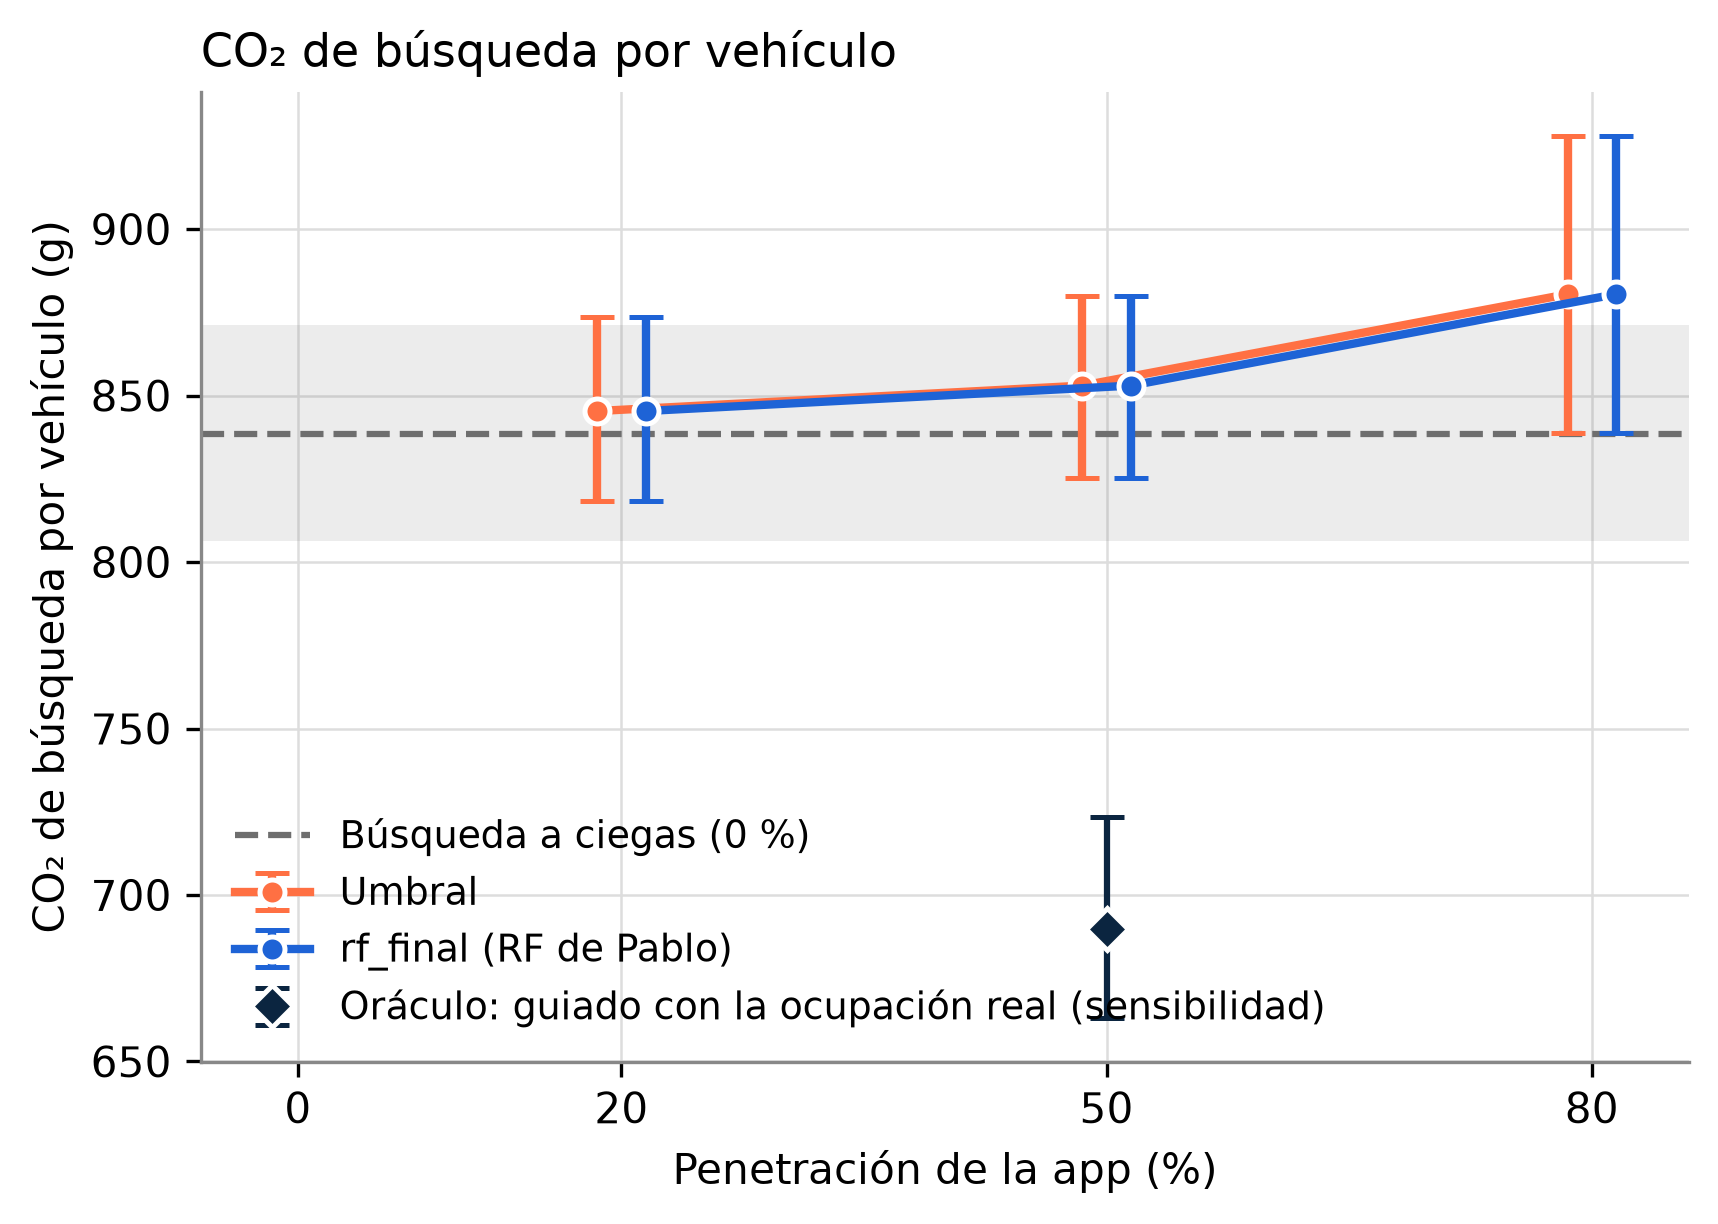 CO₂ de búsqueda por vehículo
CO₂ de búsqueda por vehículo (g)
900
850
800
750
700
650
Búsqueda a ciegas (0 %)
Umbral
rf_final (RF de Pablo)
Oráculo: guiado con la ocupación real (sensibilidad)
0 20 50 80
Penetración de la app (%)